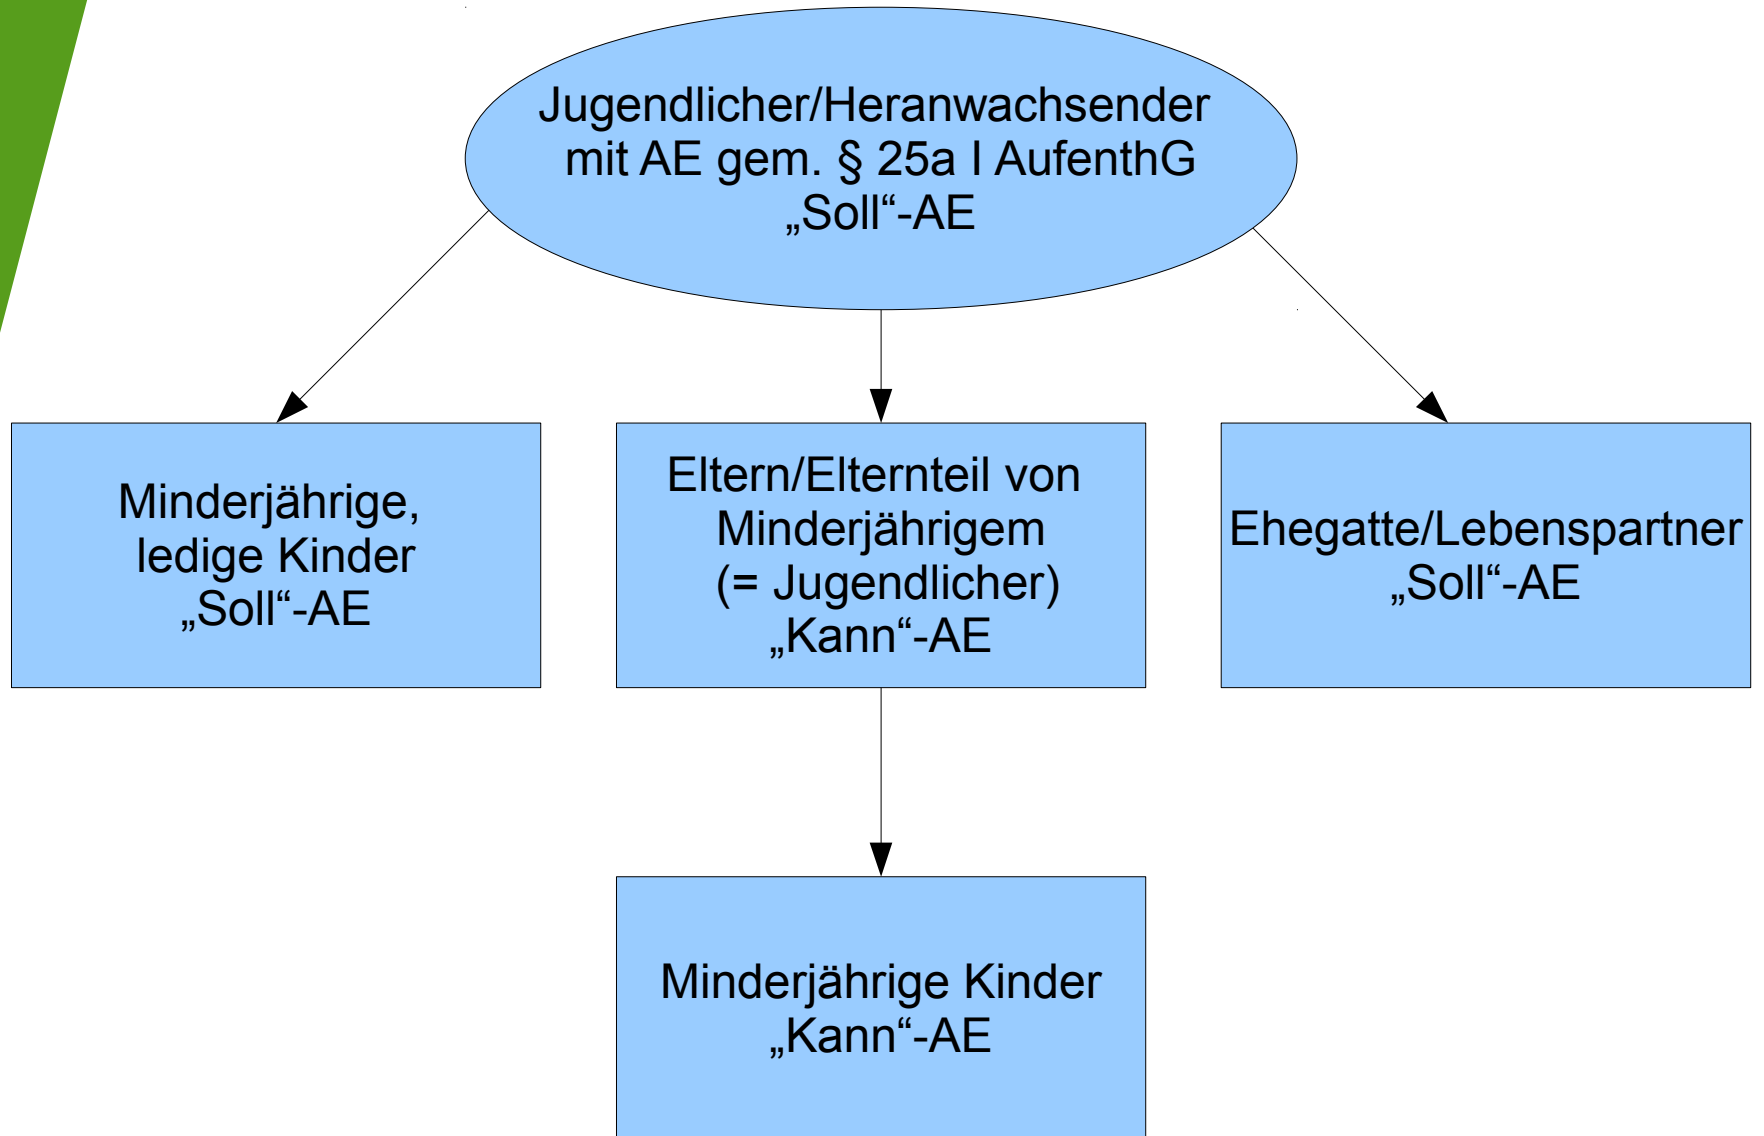 Jugendlicher/Heranwachsender
mit AE gem. § 25a I AufenthG
„Soll“-AE
Minderjährige,
ledige Kinder
„Soll“-AE
Eltern/Elternteil von
Minderjährigem
(= Jugendlicher)
„Kann“-AE
Ehegatte/Lebenspartner
„Soll“-AE
Minderjährige Kinder
„Kann“-AE